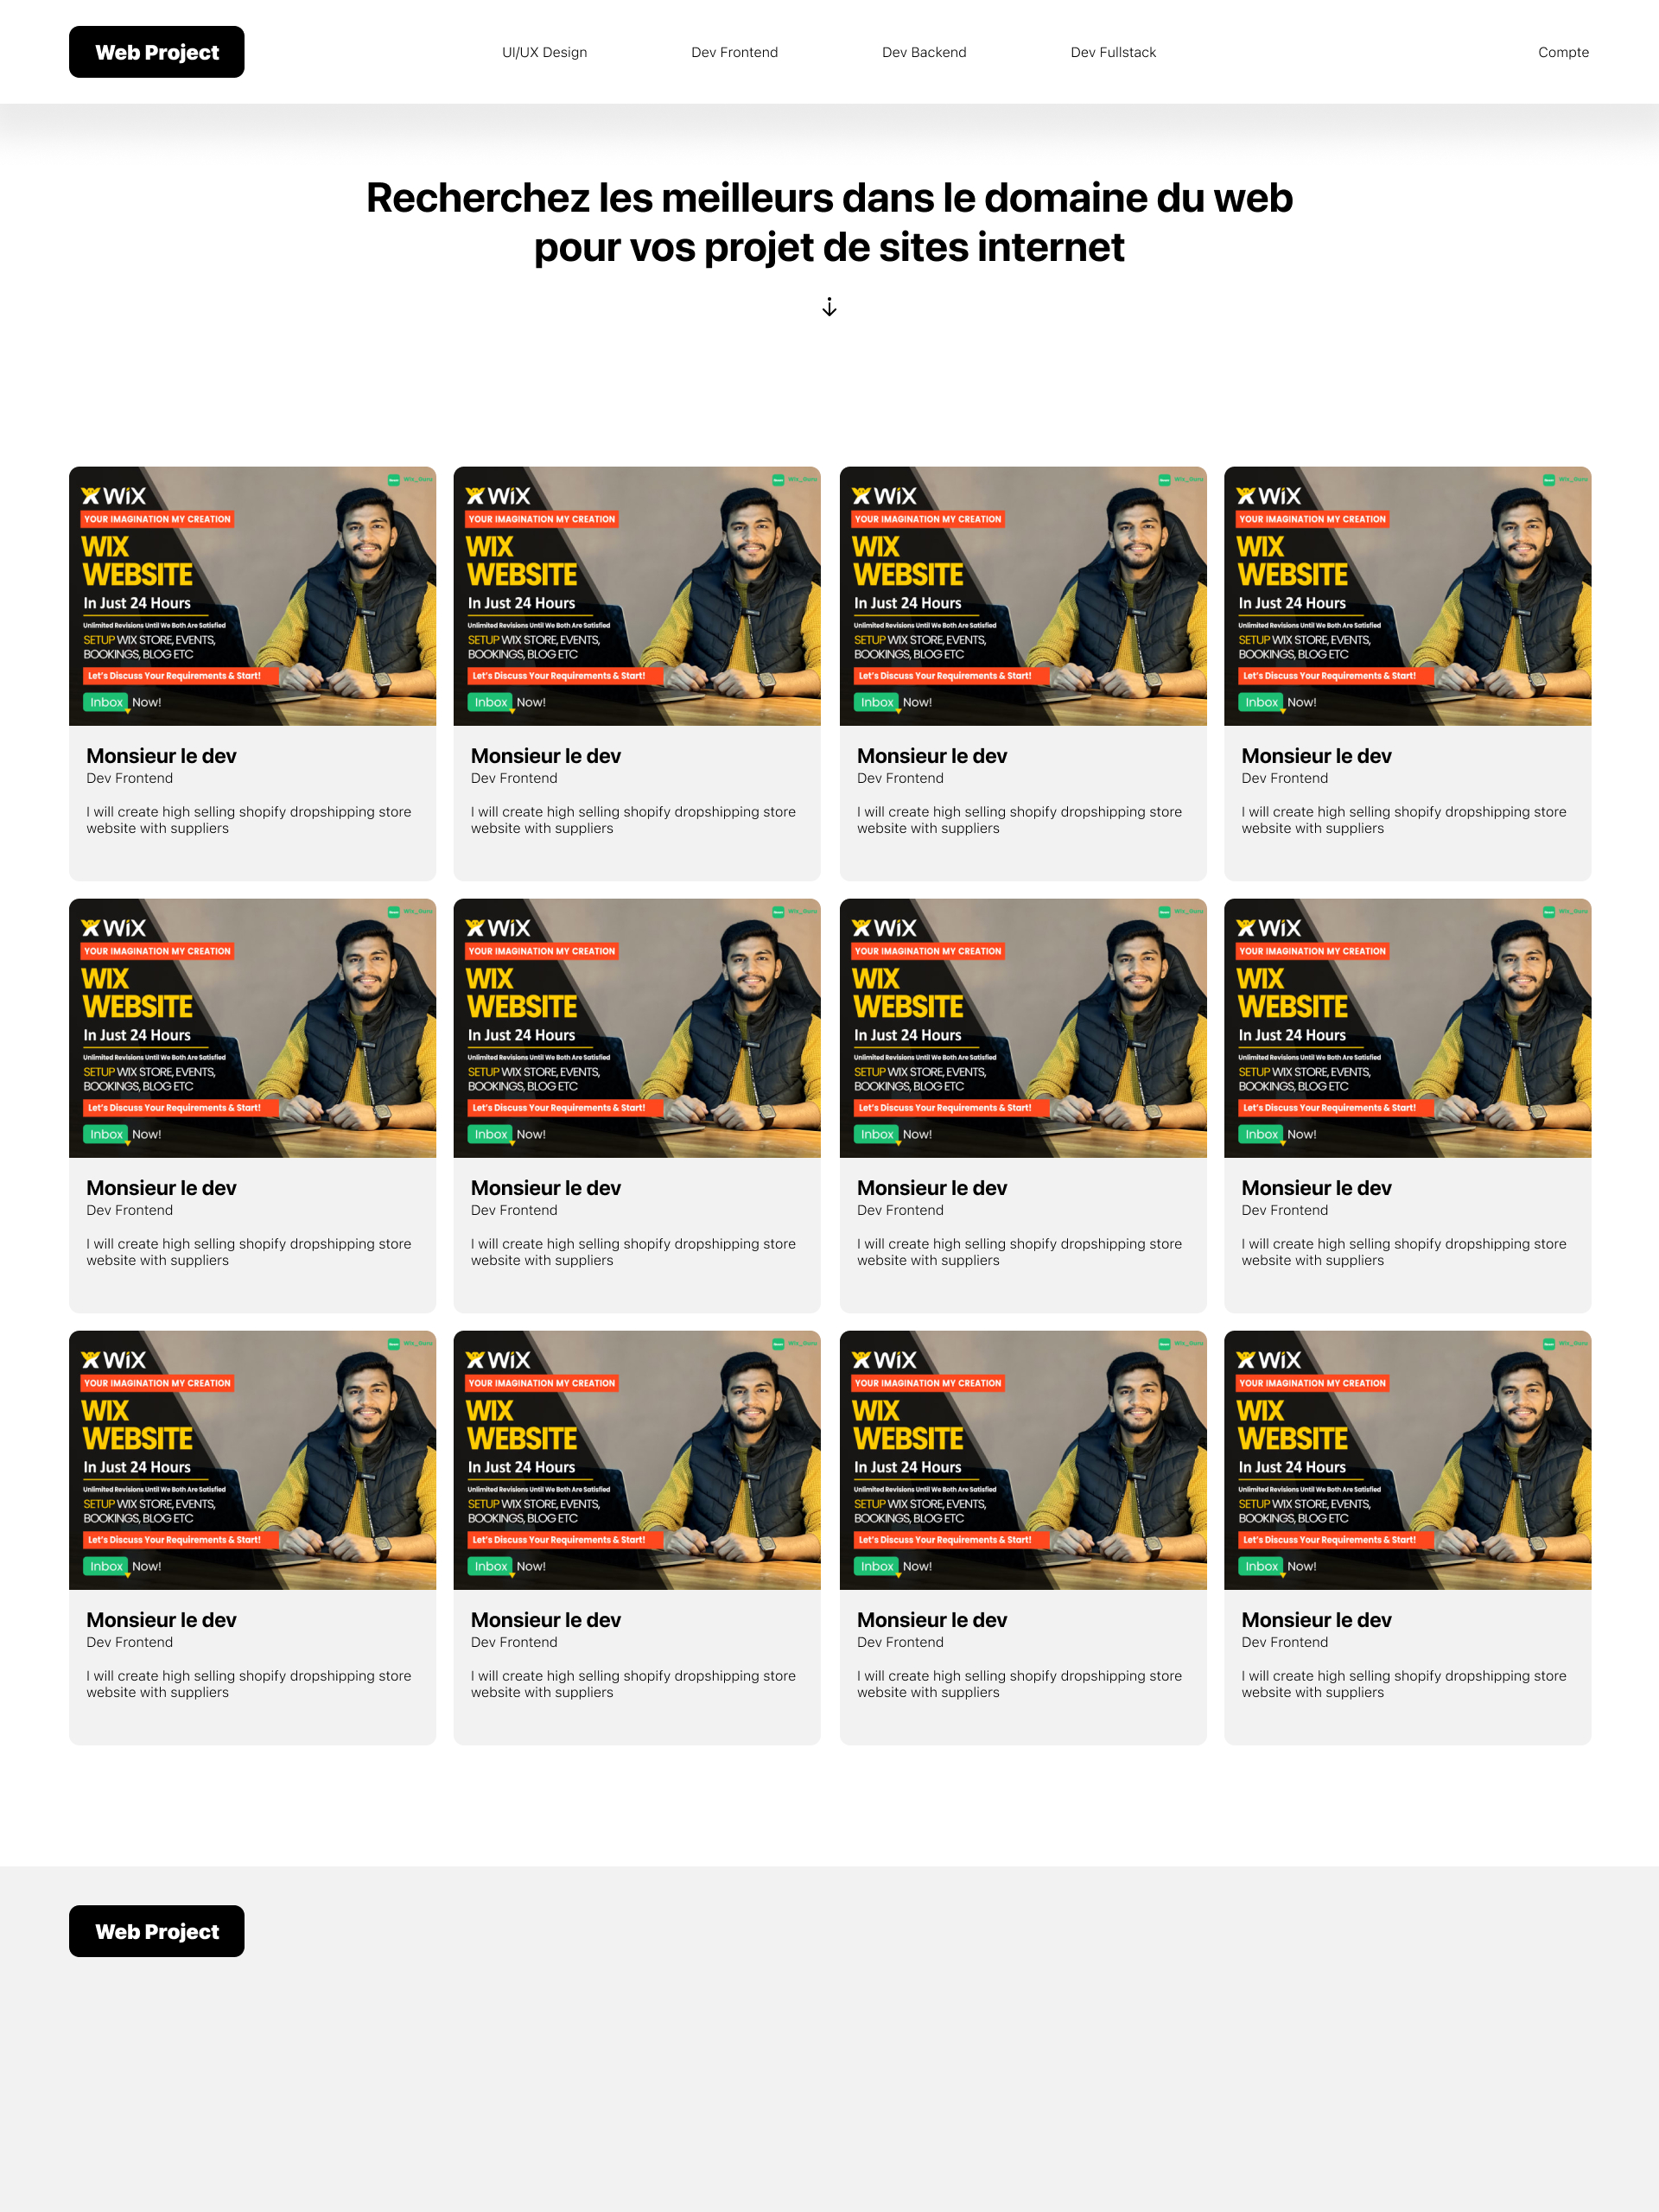 Web Project
UI/UX Design
Dev Frontend
Dev Backend
Dev Fullstack
Compte
Recherchez les meilleurs dans le domaine du web
pour vos projet de sites internet
WiX
YOUR IMAGINATION MY CREATION
WIX
WEBSITE
In Just 24 Hours
Unlimited Revisions Until We Both Are Satisfied
SETUP WIX STORE, EVENTS,
BOOKINGS, BLOG ETC
Let's Discuss Your Requirements & Start!
Inbox Now!
Monsieur le dev
Dev Frontend
I will create high selling shopify dropshipping store
website with suppliers
WiX
YOUR IMAGINATION MY CREATION
WIX
WEBSITE
In Just 24 Hours
Unlimited Revisions Until We Both Are Satisfied
SETUP WIX STORE, EVENTS,
BOOKINGS, BLOG ETC
Let's Discuss Your Requirements & Start!
Inbox Now!
Monsieur le dev
Dev Frontend
I will create high selling shopify dropshipping store
website with suppliers
WiX
YOUR IMAGINATION MY CREATION
WIX
WEBSITE
In Just 24 Hours
Unlimited Revisions Until We Both Are Satisfied
SETUP WIX STORE, EVENTS,
BOOKINGS, BLOG ETC
Let's Discuss Your Requirements & Start!
Inbox Now!
Monsieur le dev
Dev Frontend
I will create high selling shopify dropshipping store
website with suppliers
WiX
YOUR IMAGINATION MY CREATION
WIX
WEBSITE
In Just 24 Hours
Unlimited Revisions Until We Both Are Satisfied
SETUP WIX STORE, EVENTS,
BOOKINGS, BLOG ETC
Let's Discuss Your Requirements & Start!
Inbox Now!
Monsieur le dev
Dev Frontend
I will create high selling shopify dropshipping store
website with suppliers
WiX
YOUR IMAGINATION MY CREATION
WIX
WEBSITE
In Just 24 Hours
Unlimited Revisions Until We Both Are Satisfied
SETUP WIX STORE, EVENTS,
BOOKINGS, BLOG ETC
Let's Discuss Your Requirements & Start!
Inbox Now!
Monsieur le dev
Dev Frontend
I will create high selling shopify dropshipping store
website with suppliers
WiX
YOUR IMAGINATION MY CREATION
WIX
WEBSITE
In Just 24 Hours
Unlimited Revisions Until We Both Are Satisfied
SETUP WIX STORE, EVENTS,
BOOKINGS, BLOG ETC
Let's Discuss Your Requirements & Start!
Inbox Now!
Monsieur le dev
Dev Frontend
I will create high selling shopify dropshipping store
website with suppliers
WiX
YOUR IMAGINATION MY CREATION
WIX
WEBSITE
In Just 24 Hours
Unlimited Revisions Until We Both Are Satisfied
SETUP WIX STORE, EVENTS,
BOOKINGS, BLOG ETC
Let's Discuss Your Requirements & Start!
Inbox Now!
Monsieur le dev
Dev Frontend
I will create high selling shopify dropshipping store
website with suppliers
WiX
YOUR IMAGINATION MY CREATION
WIX
WEBSITE
In Just 24 Hours
Unlimited Revisions Until We Both Are Satisfied
SETUP WIX STORE, EVENTS,
BOOKINGS, BLOG ETC
Let's Discuss Your Requirements & Start!
Inbox Now!
Monsieur le dev
Dev Frontend
I will create high selling shopify dropshipping store
website with suppliers
WiX
YOUR IMAGINATION MY CREATION
WIX
WEBSITE
In Just 24 Hours
Unlimited Revisions Until We Both Are Satisfied
SETUP WIX STORE, EVENTS,
BOOKINGS, BLOG ETC
Let's Discuss Your Requirements & Start!
Inbox Now!
Monsieur le dev
Dev Frontend
I will create high selling shopify dropshipping store
website with suppliers
WiX
YOUR IMAGINATION MY CREATION
WIX
WEBSITE
In Just 24 Hours
Unlimited Revisions Until We Both Are Satisfied
SETUP WIX STORE, EVENTS,
BOOKINGS, BLOG ETC
Let's Discuss Your Requirements & Start!
Inbox Now!
Monsieur le dev
Dev Frontend
I will create high selling shopify dropshipping store
website with suppliers
WiX
YOUR IMAGINATION MY CREATION
WIX
WEBSITE
In Just 24 Hours
Unlimited Revisions Until We Both Are Satisfied
SETUP WIX STORE, EVENTS,
BOOKINGS, BLOG ETC
Let's Discuss Your Requirements & Start!
Inbox Now!
Monsieur le dev
Dev Frontend
I will create high selling shopify dropshipping store
website with suppliers
WiX
YOUR IMAGINATION MY CREATION
WIX
WEBSITE
In Just 24 Hours
Unlimited Revisions Until We Both Are Satisfied
SETUP WIX STORE, EVENTS,
BOOKINGS, BLOG ETC
Let's Discuss Your Requirements & Start!
Inbox Now!
Monsieur le dev
Dev Frontend
I will create high selling shopify dropshipping store
website with suppliers
Web Project